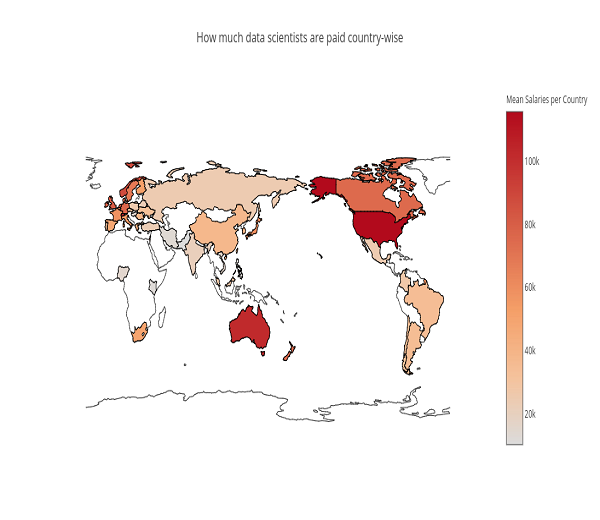 How much data scientists are paid country-wise
Mean Salaries per Country
100k
80k
60k
40k
20k